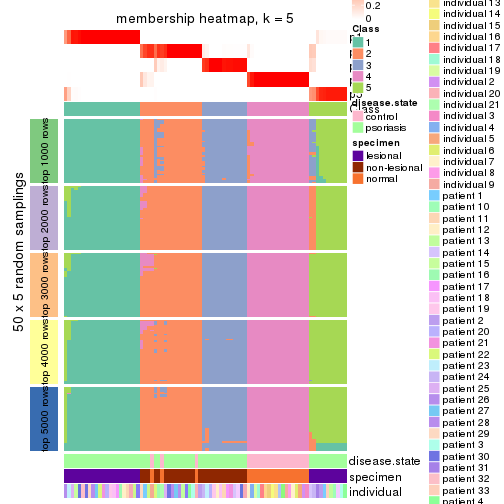 membership heatmap, k = 5
0.2
0
Class
Class
1
2
3
4
5
disease.state
control
psoriasis
specimen
lesional
non-lesional
normal
50 x 5 random samplings
top 1000 rows
top 2000 rows
top 3000 rows
top 4000 rows
top 5000 rows
disease.state
specimen
individual
individual 13
individual 14
individual 15
individual 16
individual 17
individual 18
individual 19
individual 2
individual 20
individual 21
individual 3
individual 4
individual 5
individual 6
individual 7
individual 8
individual 9
patient 1
patient 10
patient 11
patient 12
patient 13
patient 14
patient 15
patient 16
patient 17
patient 18
patient 19
patient 2
patient 20
patient 21
patient 22
patient 23
patient 24
patient 25
patient 26
patient 27
patient 28
patient 29
patient 3
patient 30
patient 31
patient 32
patient 33
patient 4